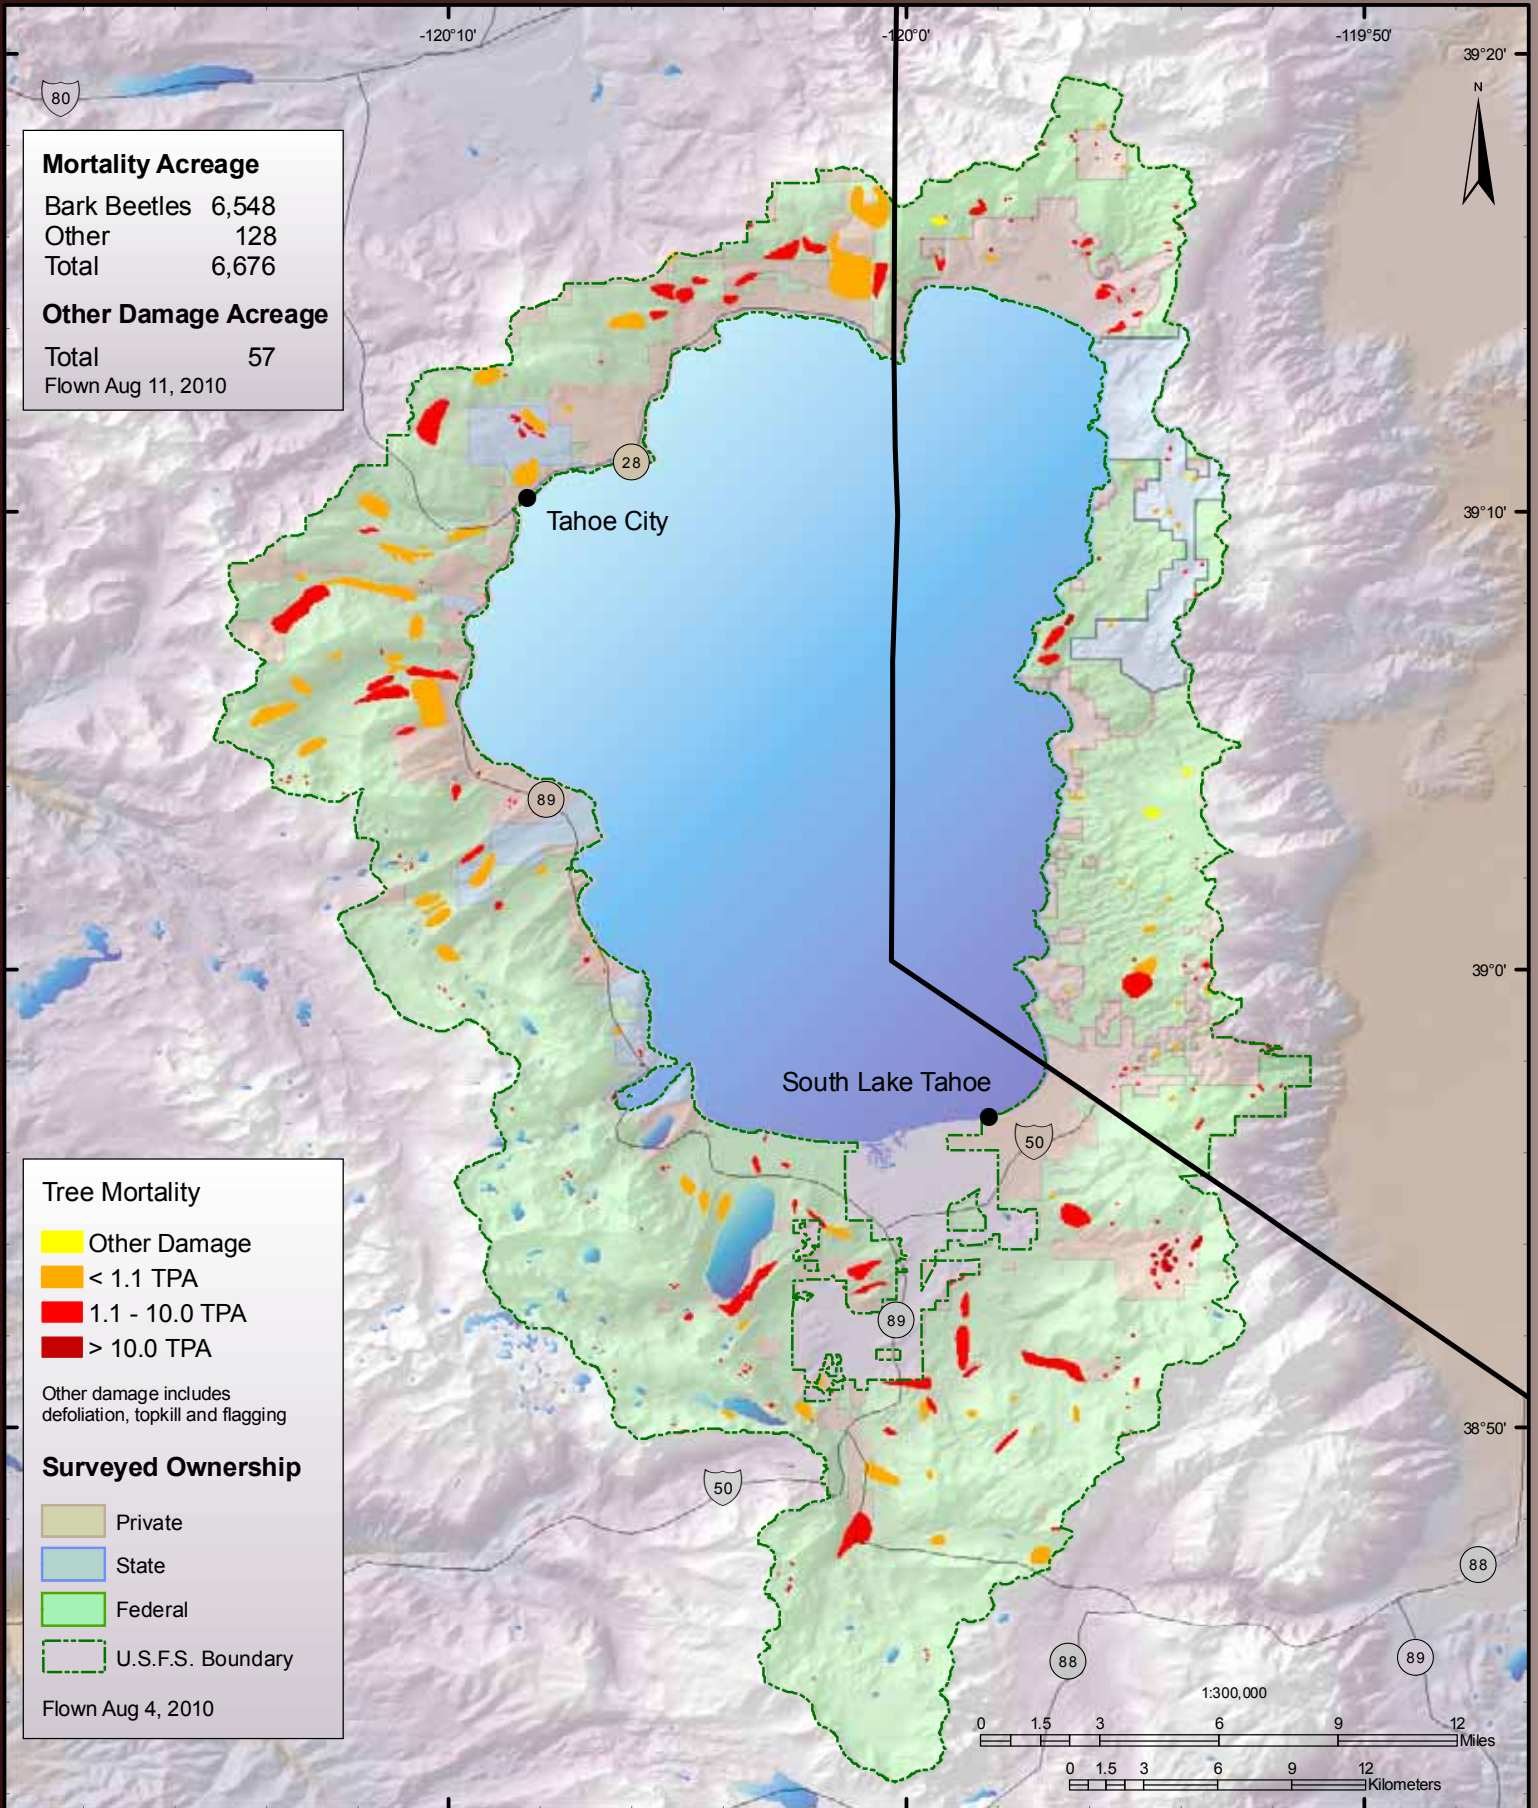 -120°10'
-120°0'
-119°50'
39°20'
80
N
Mortality Acreage
Bark Beetles 6,548
Other 128
Total 6,676
Other Damage Acreage
Total 57
Flown Aug 11, 2010
28
Tahoe City
39°10'
89
39°0'
South Lake Tahoe
50
Tree Mortality
Other Damage
< 1.1 TPA
1.1 - 10.0 TPA
> 10.0 TPA
Other damage includes
defoliation, topkill and flagging
89
38°50'
Surveyed Ownership
50
Private
State
Federal
U.S.F.S. Boundary
Flown Aug 4, 2010
88
88
89
1:300,000
0 1.5 3 6 9 12
Miles
0 1.5 3 6 9 12
Kilometers